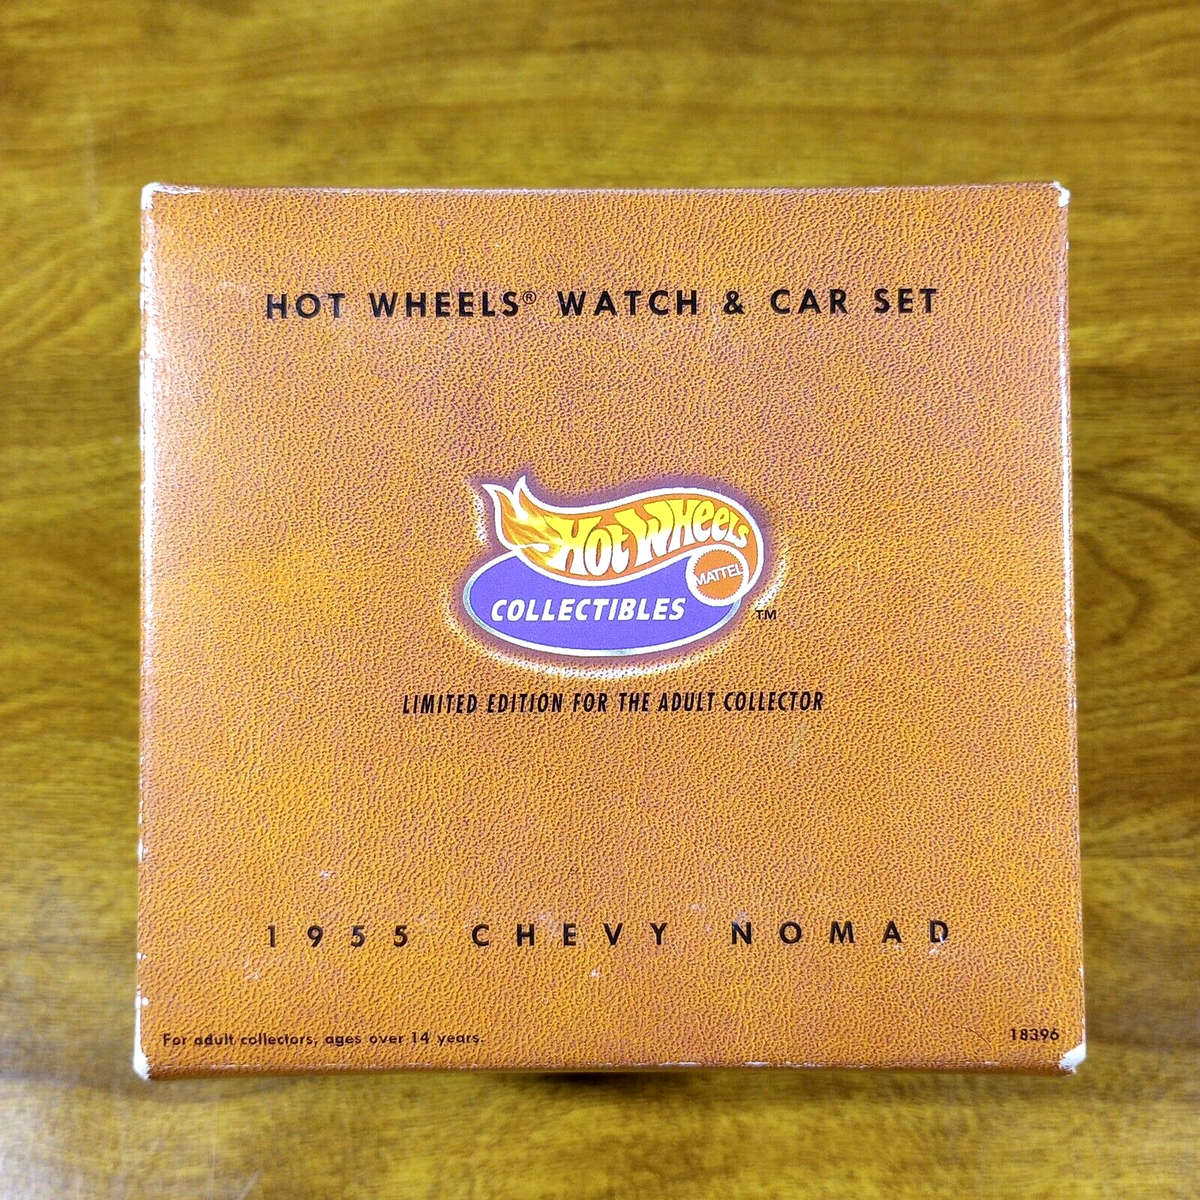 HOT WHEELS® WATCH & CAR SET
Hot Wheels
MATTEL
COLLECTIBLES
TM
LIMITED EDITION FOR THE ADULT COLLECTOR
1955 CHEVY NOMAD
For adult collectors, ages over 14 years.
18396